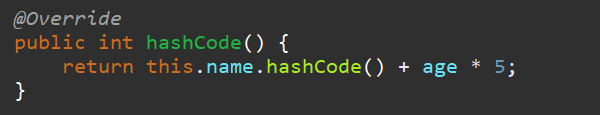 @Override
public int hashCode() {
    return this.name.hashCode() + age * 5;
}